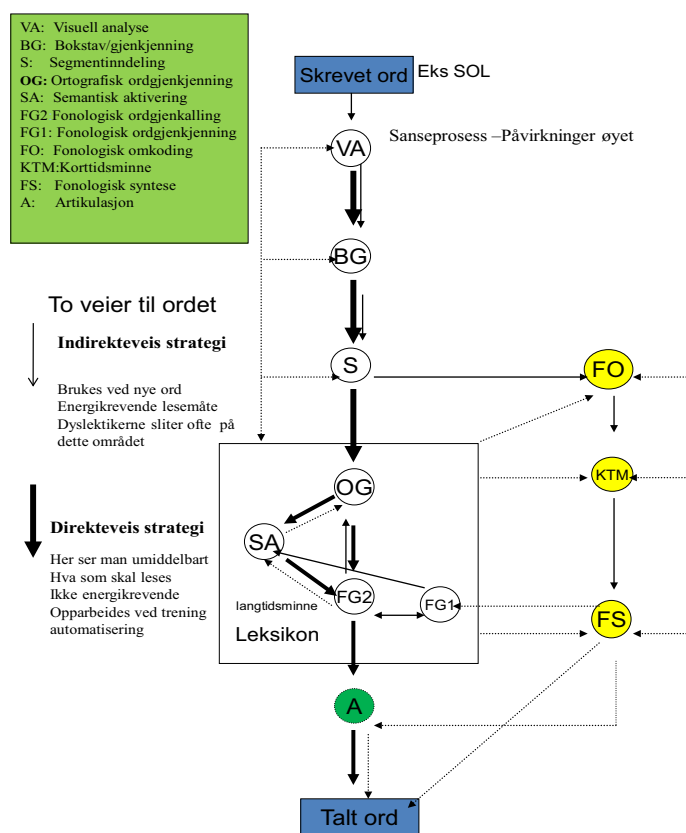 VA: Visuell analyse
BG: Bokstav/gjenkjenning
S: Segmentinndeling
OG: Ortografisk ordgjenkjenning
SA: Semantisk aktivering
FG2 Fonologisk ordgjenkalling
FG1: Fonologisk ordgjenkjenning
FO: Fonologisk omkoding
KTM:Korttidsminne
FS: Fonologisk syntese
A: Artikulasjon
Skrevet ord
Eks SOL
Sanseprosess –Påvirkninger øyet
VA
BG
To veier til ordet
Indirekteveis strategi
Brukes ved nye ord
Energikrevende lesemåte
Dyslektikerne sliter ofte på
dette området
S
FO
OG
KTM
SA
FG2
FG1
FS
langtidsminne
Leksikon
Direkteveis strategi
Her ser man umiddelbart
Hva som skal leses
Ikke energikrevende
Opparbeides ved trening
automatisering
A
Talt ord